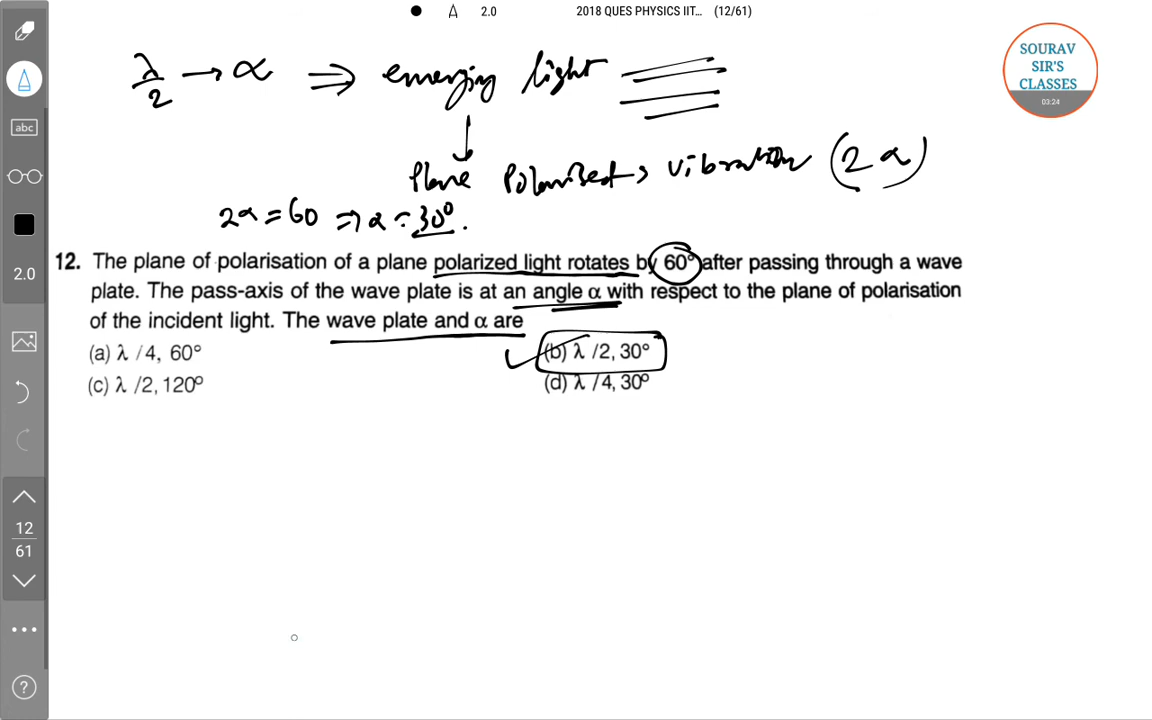 2.0 2018 QUES PHYSICS IIT... (12/61)
SOURAV
SIR'S
CLASSES
03:24
λ/2 → α ⇒ emerging light
↓
Plane Polarised → vibration (2α)
2α = 60 ⇒ α = 30°.
12. The plane of polarisation of a plane polarized light rotates by 60° after passing through a wave
plate. The pass-axis of the wave plate is at an angle α with respect to the plane of polarisation
of the incident light. The wave plate and α are
(a) λ /4, 60° (b) λ /2, 30°
(c) λ /2, 120° (d) λ /4, 30°
abc
2.0
12
61
?